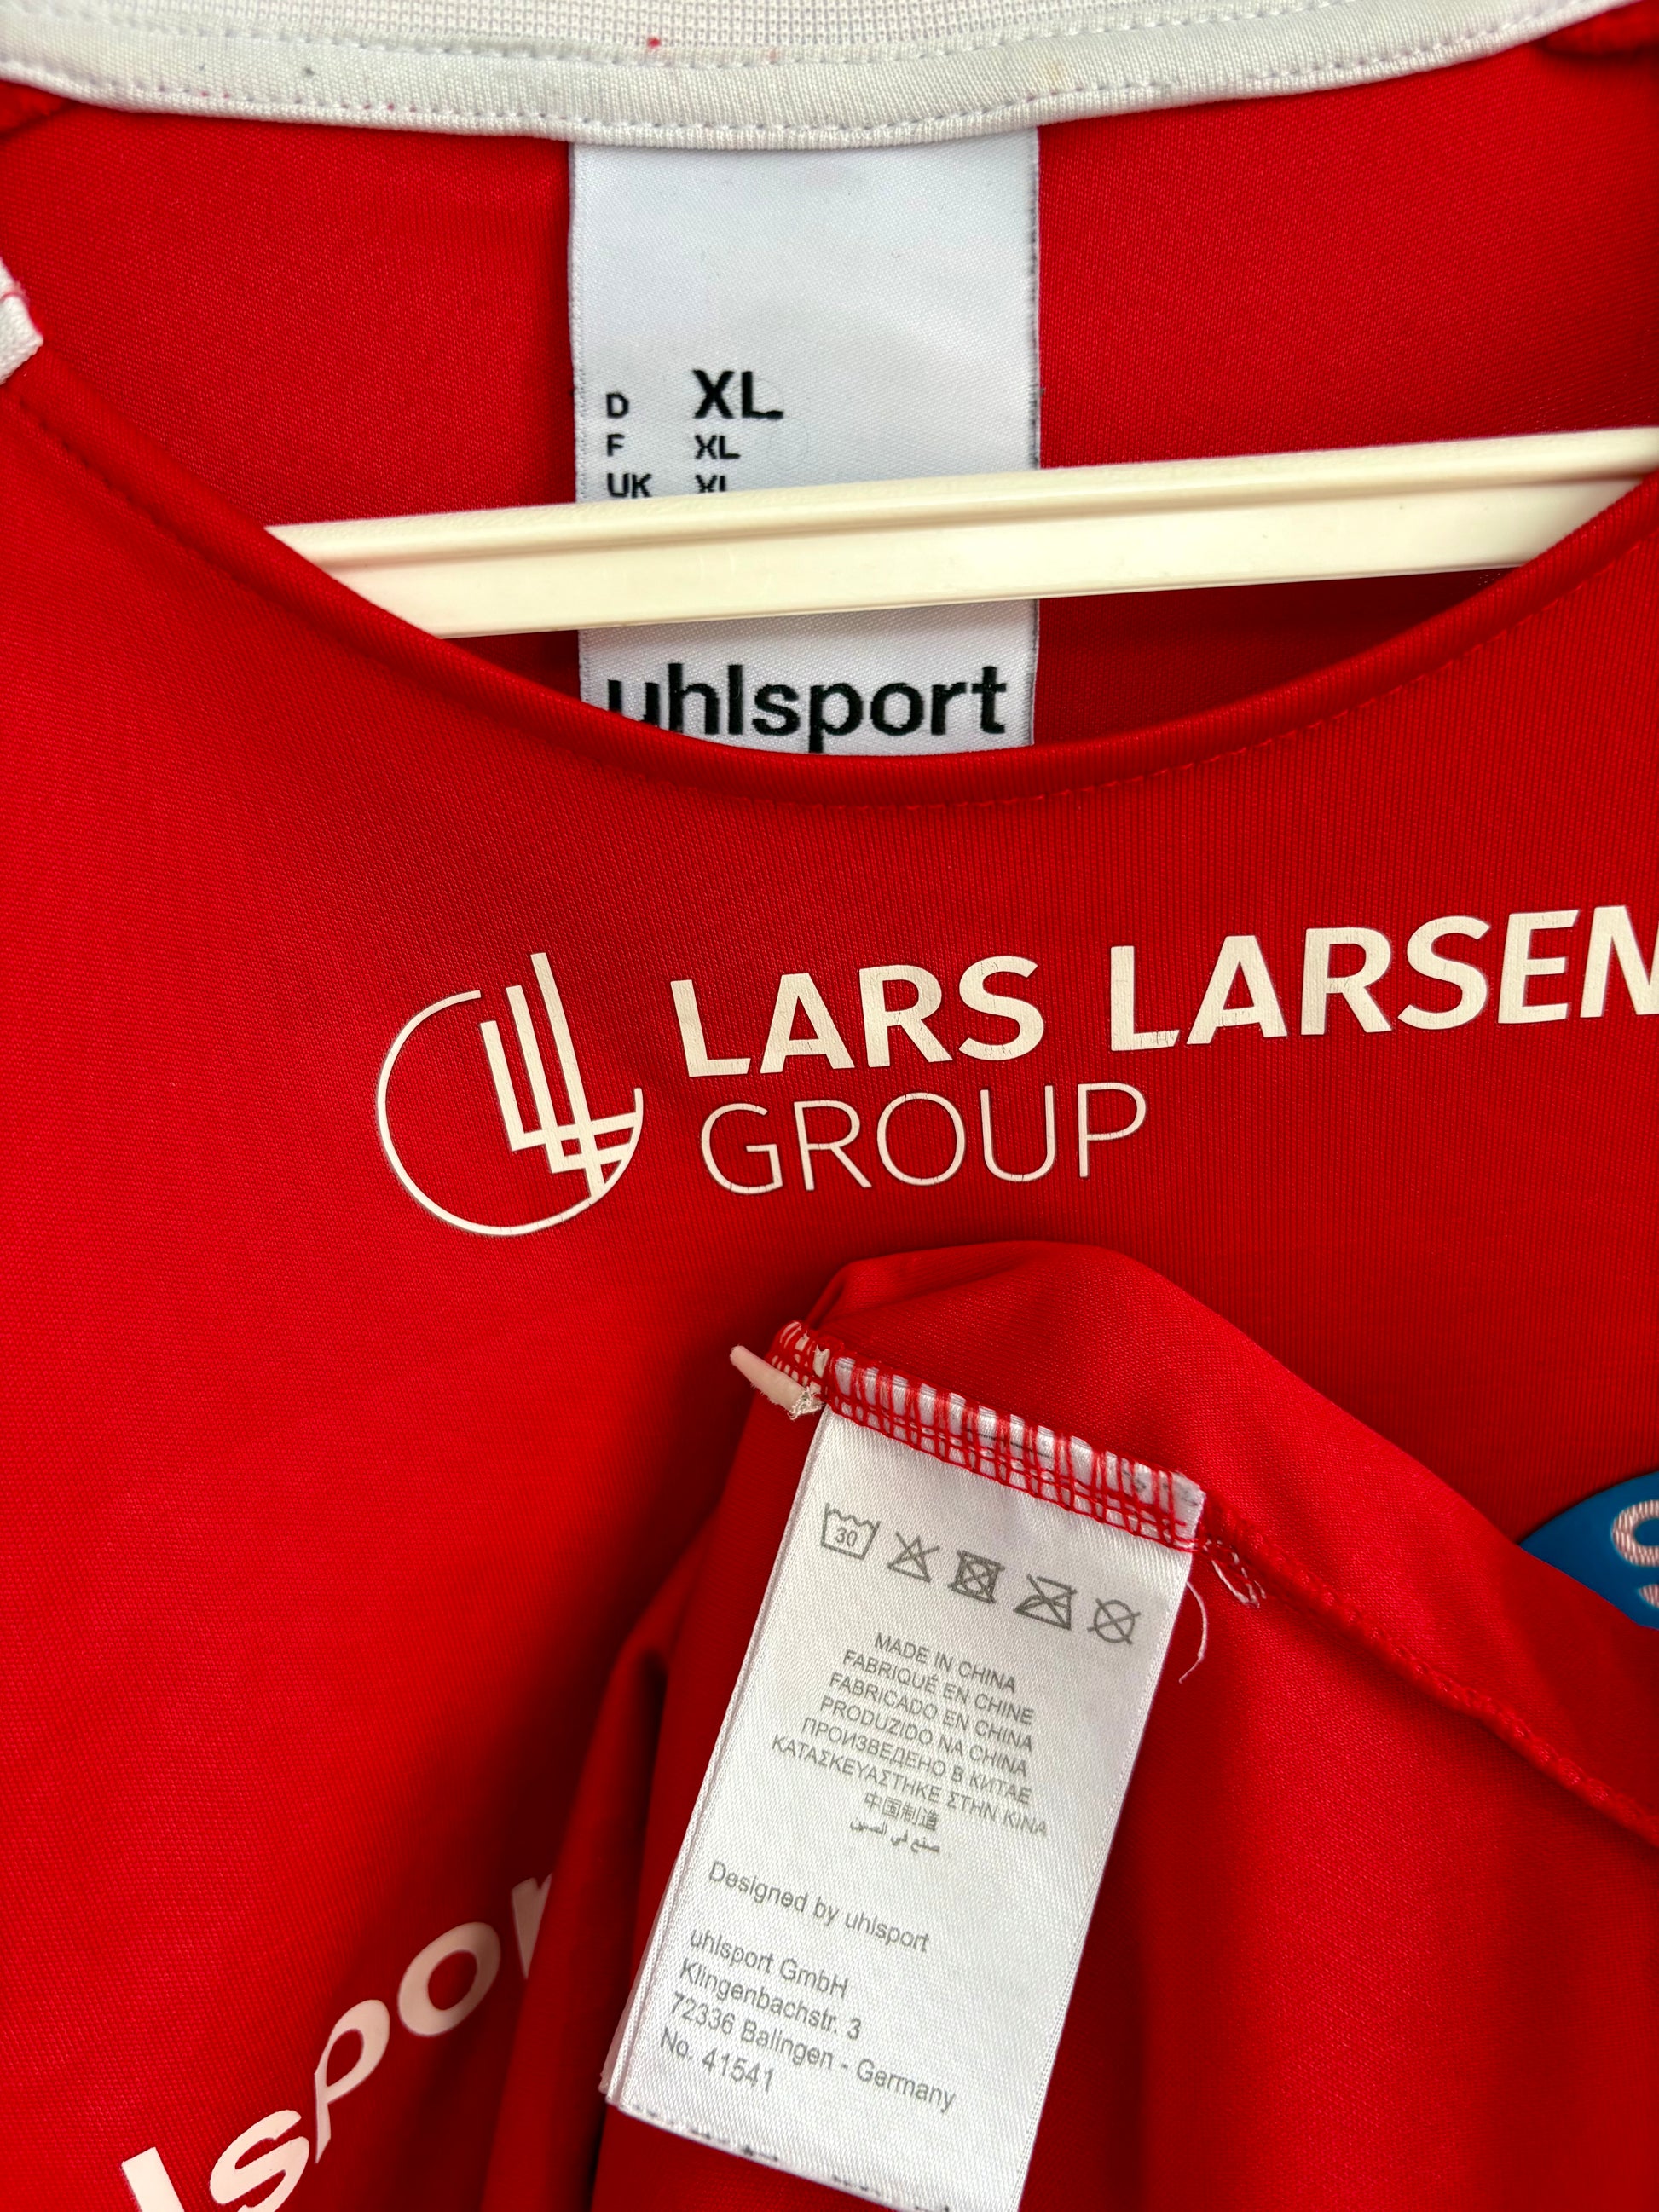 D XL
F XL
UK XL
uhlsport
LARS LARSEN
GROUP
30
MADE IN CHINA
FABRIQUÉ EN CHINE
FABRICADO EN CHINA
PRODUZIDO NA CHINA
ПРОИЗВЕДЕНО В КИТАЕ
ΚΑΤΑΣΚΕΥΑΣΤΗΚΕ ΣΤΗΝ ΚΙΝΑ
中国制造
صنع في الصين
Designed by uhlsport
uhlsport GmbH
Klingenbachstr. 3
72336 Balingen - Germany
No. 41541
lspor